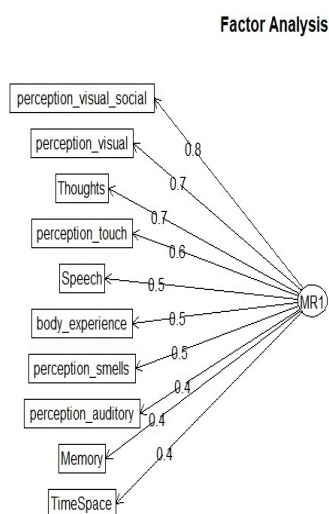 Factor Analysis
perception_visual_social
0.8
perception_visual
0.7
Thoughts
0.7
perception_touch
0.6
Speech
0.5
MR1
body_experience
0.5
perception_smells
0.5
perception_auditory
0.4
Memory
0.4
TimeSpace
0.4